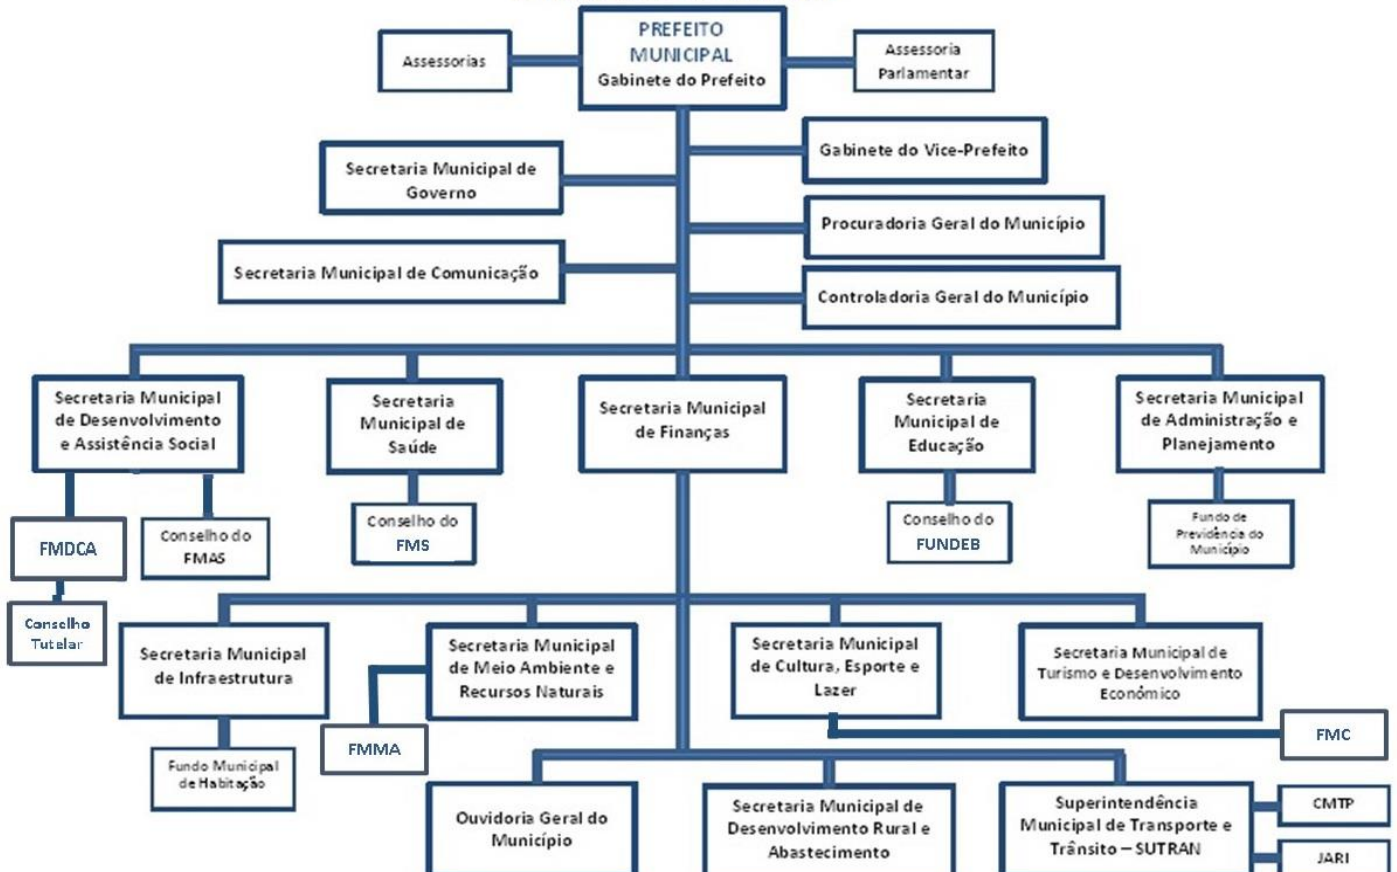 PREFEITO
MUNICIPAL
Gabinete do Prefeito
Assessorias
Assessoria
Parlamentar
Gabinete do Vice-Prefeito
Secretaria Municipal de
Governo
Procuradoria Geral do Município
Secretaria Municipal de Comunicação
Controladoria Geral do Município
Secretaria Municipal
de Desenvolvimento
e Assistência Social
Secretaria
Municipal de
Saúde
Secretaria Municipal
de Finanças
Secretaria
Municipal de
Educação
Secretaria Municipal
de Administração e
Planejamento
FMDCA
Conselho do
FMAS
Conselho do
FMS
Conselho do
FUNDEB
Fundo de
Previdência do
Município
Conselho
Tutelar
Secretaria Municipal
de Infraestrutura
Secretaria Municipal
de Meio Ambiente e
Recursos Naturais
Secretaria Municipal
de Cultura, Esporte e
Lazer
Secretaria Municipal de
Turismo e Desenvolvimento
Econômico
FMMA
FMC
Fundo Municipal
de Habitação
Ouvidoria Geral do
Município
Secretaria Municipal de
Desenvolvimento Rural e
Abastecimento
Superintendência
Municipal de Transporte e
Trânsito – SUTRAN
CMTP
JARI